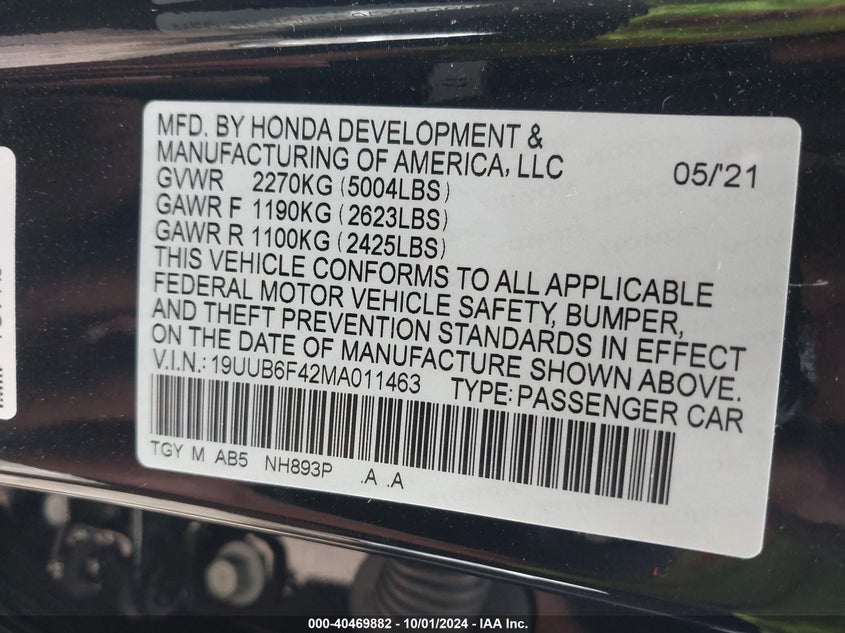 MFD. BY HONDA DEVELOPMENT &
MANUFACTURING OF AMERICA, LLC
05/'21
GVWR 2270KG (5004LBS)
GAWR F 1190KG (2623LBS)
GAWR R 1100KG (2425LBS)
THIS VEHICLE CONFORMS TO ALL APPLICABLE
FEDERAL MOTOR VEHICLE SAFETY, BUMPER,
AND THEFT PREVENTION STANDARDS IN EFFECT
ON THE DATE OF MANUFACTURE SHOWN ABOVE.
V.I.N.: 19UUB6F42MA011463 TYPE: PASSENGER CAR
TGY M AB5 NH893P .A .A
000-40469882 - 10/01/2024 - IAA Inc.